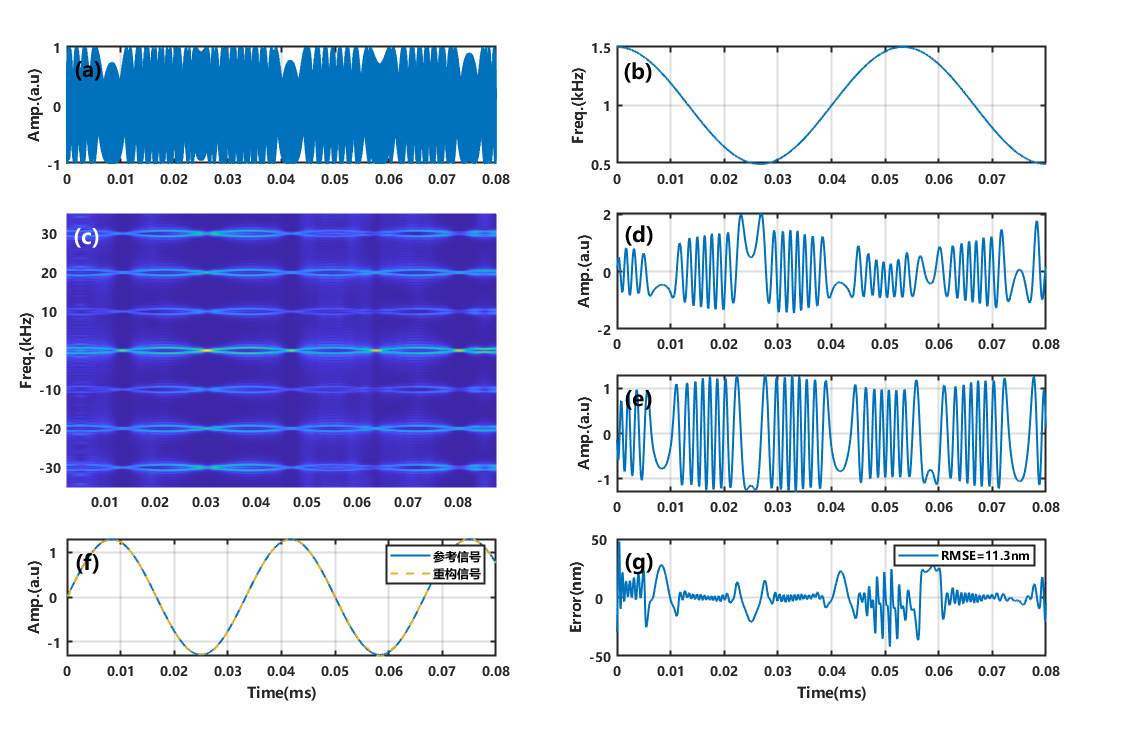 (a)
Amp.(a.u)
1
0
-1
0 0.01 0.02 0.03 0.04 0.05 0.06 0.07 0.08
(b)
Freq.(kHz)
1.5
1
0.5
0 0.01 0.02 0.03 0.04 0.05 0.06 0.07
(c)
Freq.(kHz)
30
20
10
0
-10
-20
-30
0.01 0.02 0.03 0.04 0.05 0.06 0.07 0.08
(d)
Amp.(a.u)
2
0
-2
0 0.01 0.02 0.03 0.04 0.05 0.06 0.07 0.08
(e)
Amp.(a.u)
1
0
-1
0 0.01 0.02 0.03 0.04 0.05 0.06 0.07 0.08
(f)
Amp.(a.u)
1
0
-1
参考信号
重构信号
0 0.01 0.02 0.03 0.04 0.05 0.06 0.07 0.08
Time(ms)
(g)
Error(nm)
50
0
-50
RMSE=11.3nm
0 0.01 0.02 0.03 0.04 0.05 0.06 0.07 0.08
Time(ms)